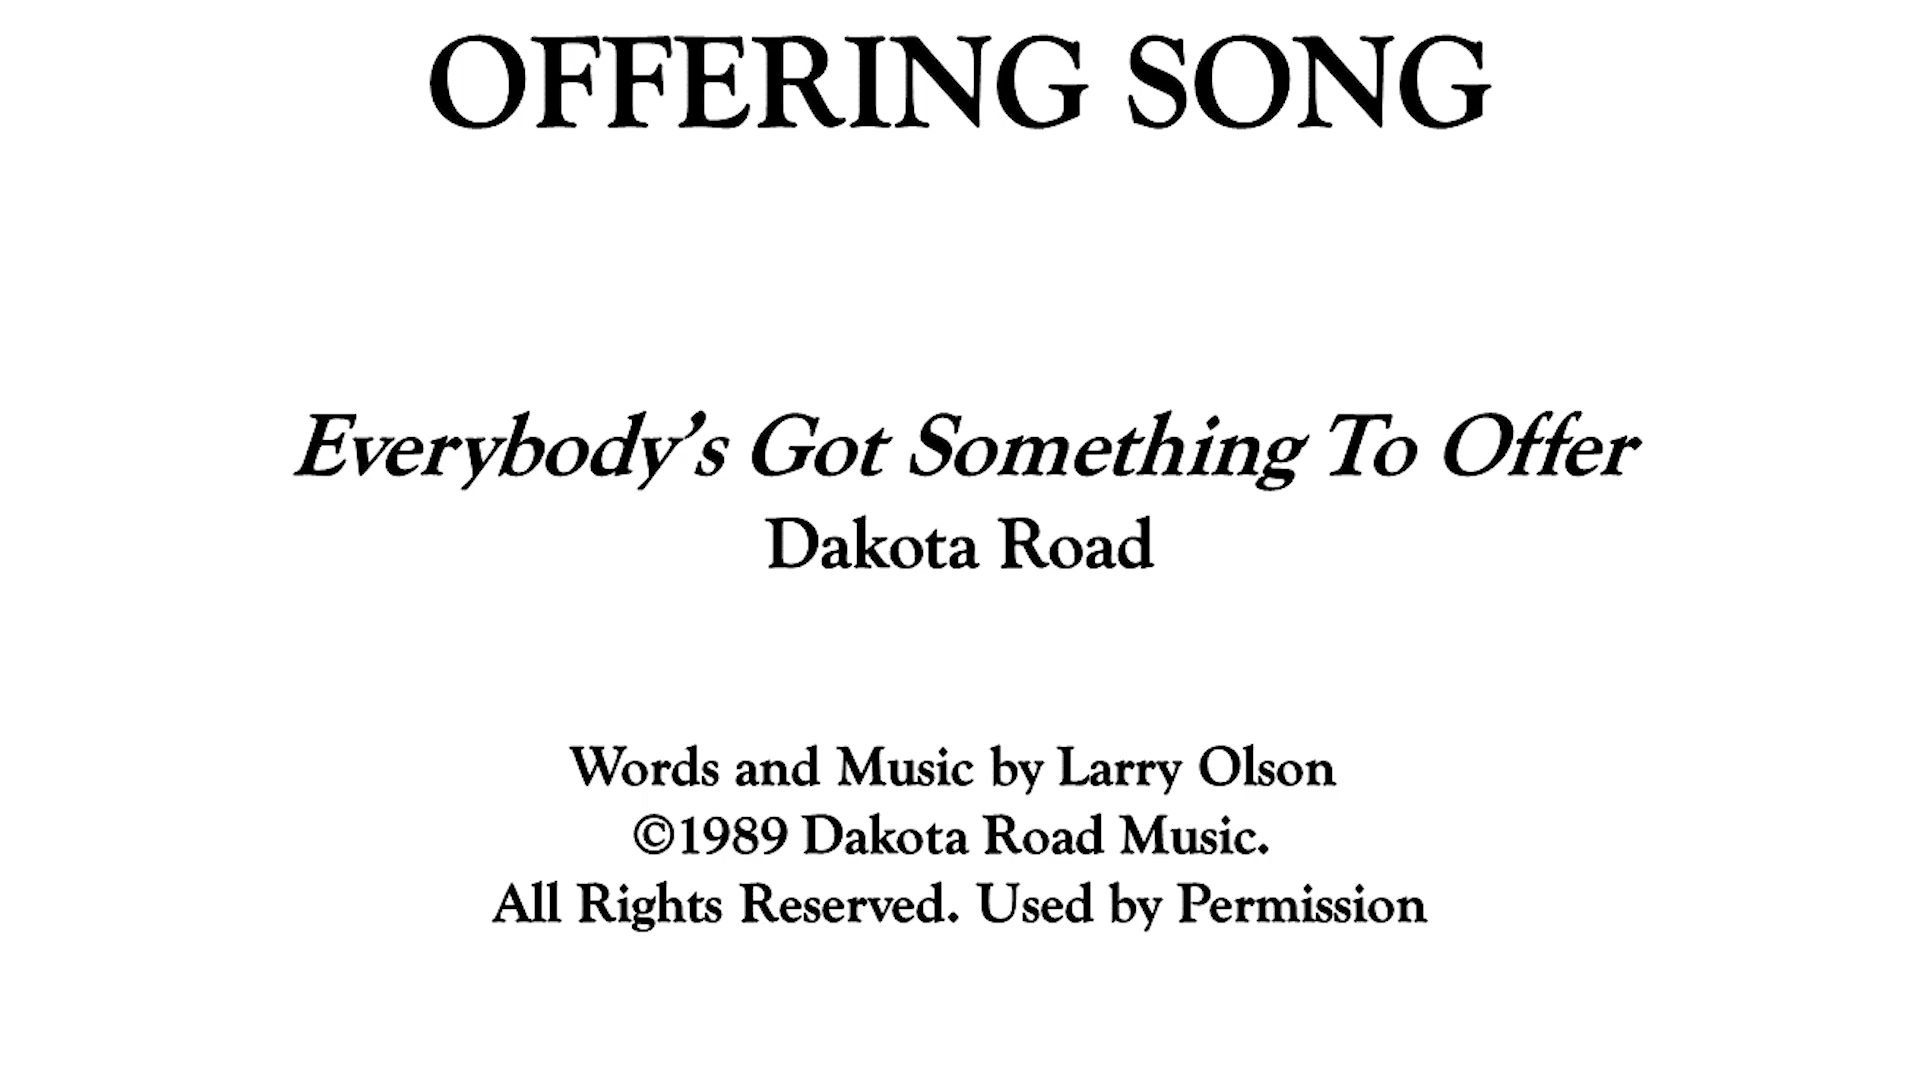 OFFERING SONG
Everybody’s Got Something To Offer
Dakota Road
Words and Music by Larry Olson
©1989 Dakota Road Music.
All Rights Reserved. Used by Permission